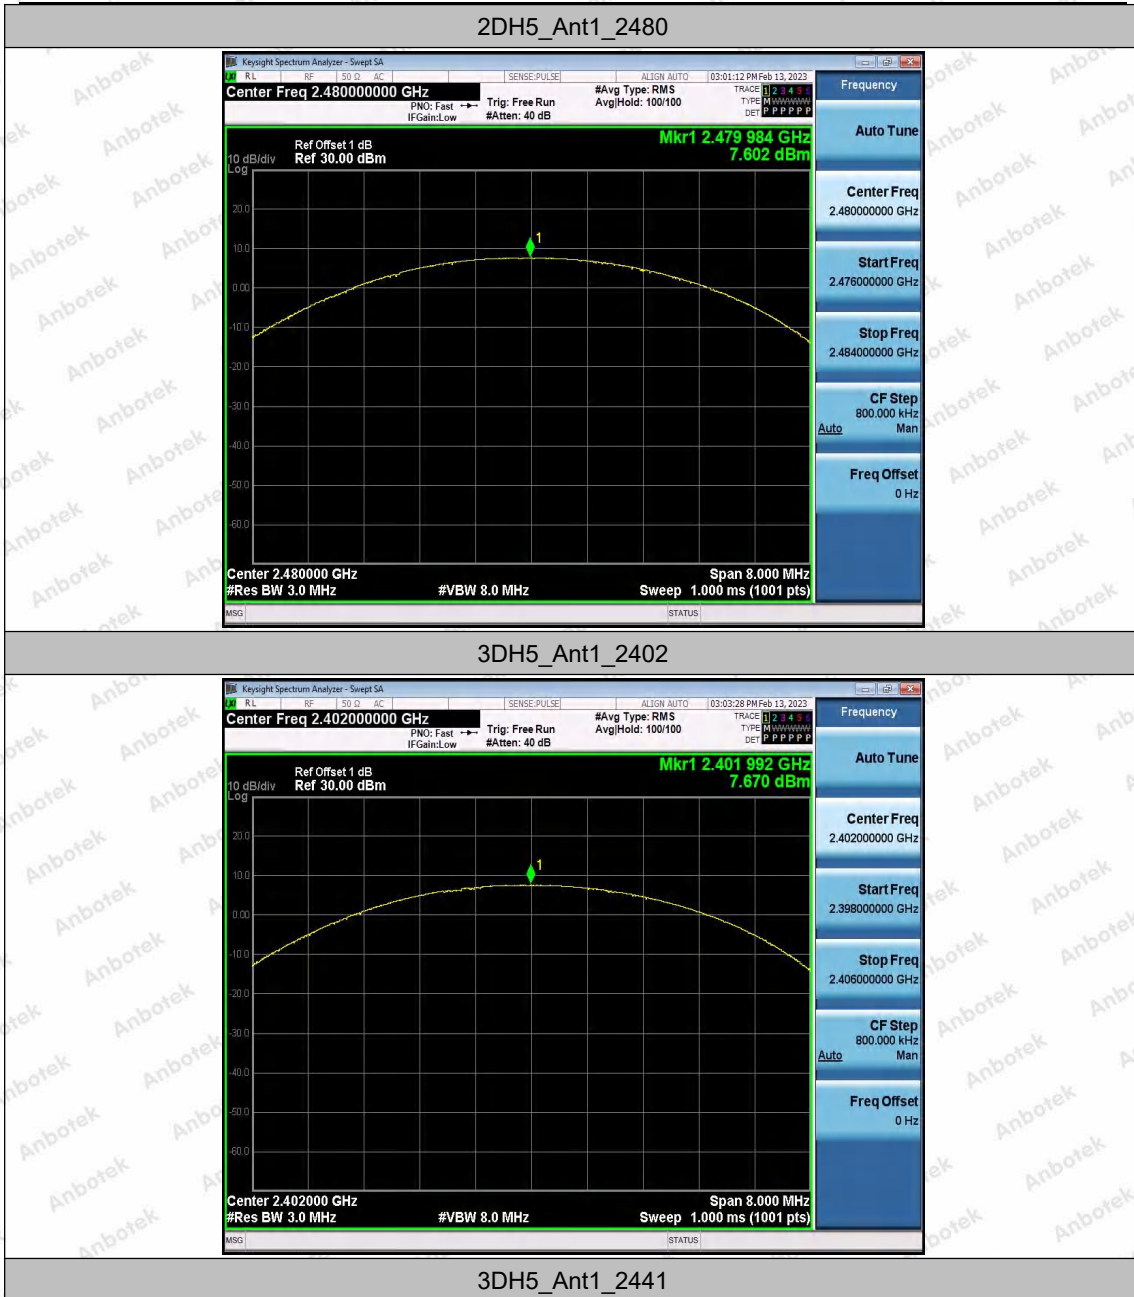 2DH5_Ant1_2480
Keysight Spectrum Analyzer - Swept SA
RL RF 50 Ω AC SENSE:PULSE ALIGN AUTO 03:01:12 PM Feb 13, 2023
Center Freq 2.480000000 GHz
PNO: Fast
IFGain:Low
Trig: Free Run
#Atten: 40 dB
#Avg Type: RMS
Avg|Hold: 100/100
TRACE 1 2 3 4 5 6
TYPE M WWWWW
DET P P P P P P
Mkr1 2.479 984 GHz
7.602 dBm
Ref Offset 1 dB
10 dB/div Ref 30.00 dBm
Log
20.0
10.0
0.00
-10.0
-20.0
-30.0
-40.0
-50.0
-60.0
1
Center 2.480000 GHz Span 8.000 MHz
#Res BW 3.0 MHz #VBW 8.0 MHz Sweep 1.000 ms (1001 pts)
MSG STATUS
Frequency
Auto Tune
Center Freq
2.480000000 GHz
Start Freq
2.476000000 GHz
Stop Freq
2.484000000 GHz
CF Step
800.000 kHz
Auto Man
Freq Offset
0 Hz
3DH5_Ant1_2402
Keysight Spectrum Analyzer - Swept SA
RL RF 50 Ω AC SENSE:PULSE ALIGN AUTO 03:03:28 PM Feb 13, 2023
Center Freq 2.402000000 GHz
PNO: Fast
IFGain:Low
Trig: Free Run
#Atten: 40 dB
#Avg Type: RMS
Avg|Hold: 100/100
TRACE 1 2 3 4 5 6
TYPE M WWWWW
DET P P P P P P
Mkr1 2.401 992 GHz
7.670 dBm
Ref Offset 1 dB
10 dB/div Ref 30.00 dBm
Log
20.0
10.0
0.00
-10.0
-20.0
-30.0
-40.0
-50.0
-60.0
1
Center 2.402000 GHz Span 8.000 MHz
#Res BW 3.0 MHz #VBW 8.0 MHz Sweep 1.000 ms (1001 pts)
MSG STATUS
Frequency
Auto Tune
Center Freq
2.402000000 GHz
Start Freq
2.398000000 GHz
Stop Freq
2.406000000 GHz
CF Step
800.000 kHz
Auto Man
Freq Offset
0 Hz
3DH5_Ant1_2441